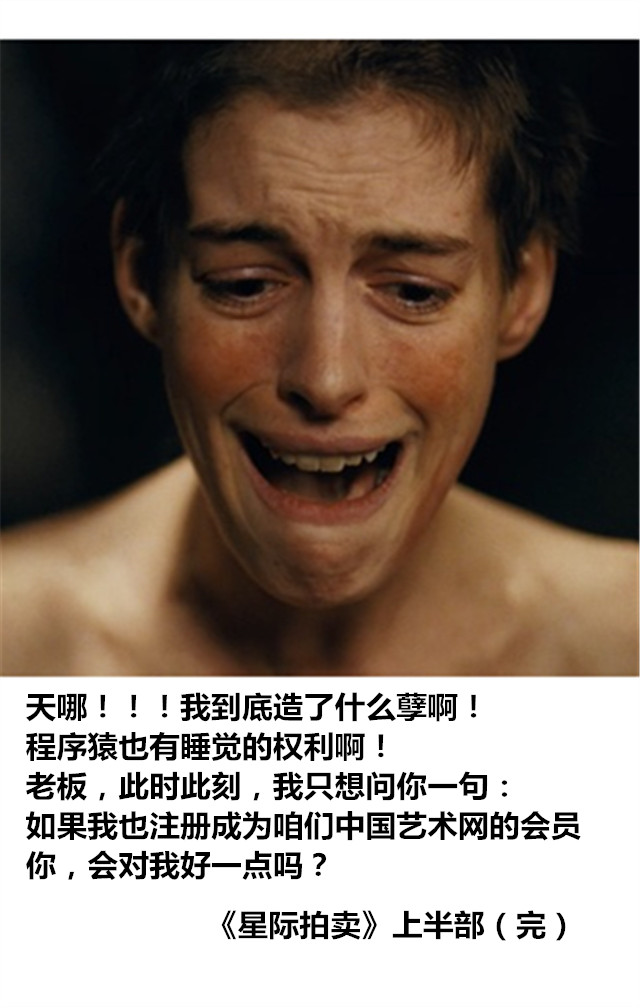 天哪！！！我到底造了什么孽啊！
程序猿也有睡觉的权利啊！
老板，此时此刻，我只想问你一句：
如果我也注册成为咱们中国艺术网的会员
你，会对我好一点吗？
《星际拍卖》上半部（完）